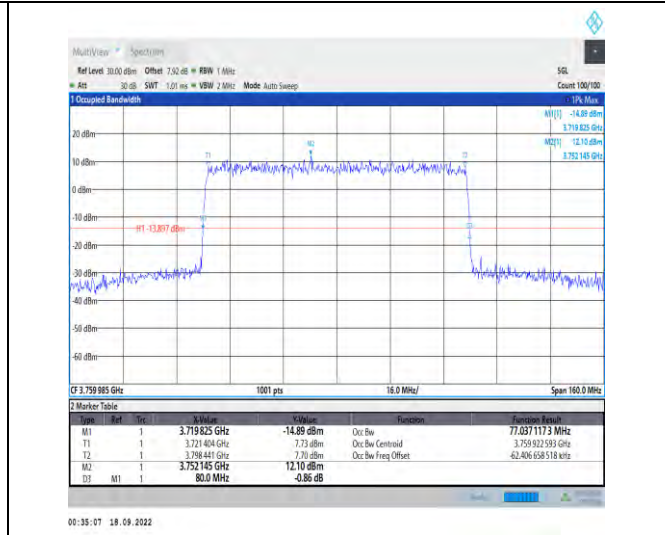 MultiView Spectrum
Ref Level 30.00 dBm Offset 7.92 dB RBW 1 MHz SGL
Att 30 dB SWT 1.01 ms VBW 2 MHz Mode Auto Sweep Count 100/100
1 Occupied Bandwidth 1Pk Max
M1[1] -14.89 dBm
3.719 825 GHz
M2[1] 12.10 dBm
3.752 145 GHz
20 dBm
M2
T1
10 dBm
0 dBm
-10 dBm
H1 -13.897 dBm
-20 dBm
-30 dBm
-40 dBm
-50 dBm
-60 dBm
CF 3.759 985 GHz 1001 pts 16.0 MHz/ Span 160.0 MHz
2 Marker Table
Type Ref Trc X-Value Y-Value Function Function Result
M1 1 3.719 825 GHz -14.89 dBm Occ Bw 77.037 117 3 MHz
T1 1 3.721 404 GHz 7.73 dBm Occ Bw Centroid 3.759 922 593 GHz
T2 1 3.798 441 GHz 7.70 dBm Occ Bw Freq Offset -62.406 658 518 kHz
M2 1 3.752 145 GHz 12.10 dBm
D3 M1 1 80.0 MHz -0.86 dB
00:35:07 18.09.2022